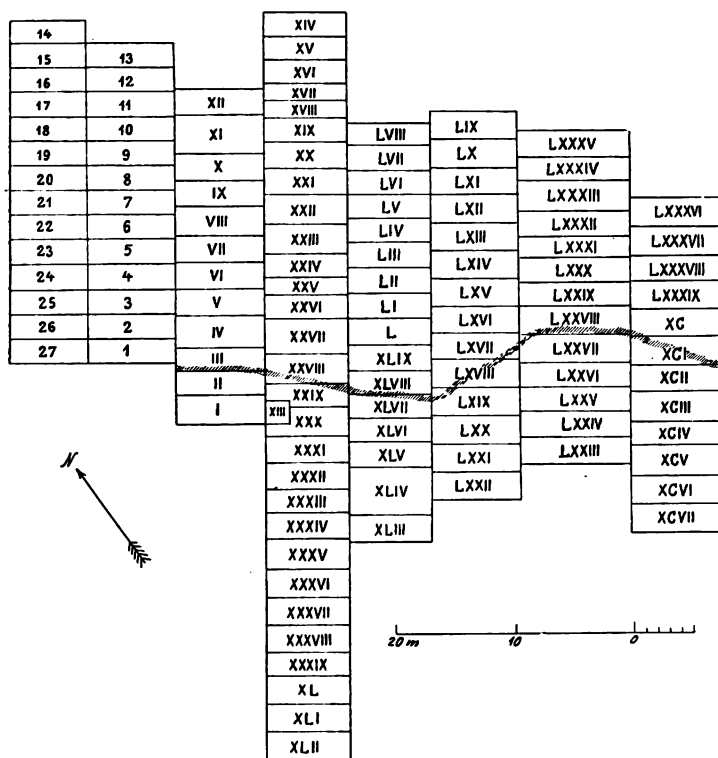 14
15
16
17
18
19
20
21
22
23
24
25
26
27
13
12
11
10
9
8
7
6
5
4
3
2
1
XII
XI
X
IX
VIII
VII
VI
V
IV
III
II
I
XIII
XIV
XV
XVI
XVII
XVIII
XIX
XX
XXI
XXII
XXIII
XXIV
XXV
XXVI
XXVII
XXVIII
XXIX
XXX
XXXI
XXXII
XXXIII
XXXIV
XXXV
XXXVI
XXXVII
XXXVIII
XXXIX
XL
XLI
XLII
LVIII
LVII
LVI
LV
LIV
LIII
LII
LI
L
XLIX
XLVIII
XLVII
XLVI
XLV
XLIV
XLIII
LIX
LX
LXI
LXII
LXIII
LXIV
LXV
LXVI
LXVII
LXVIII
LXIX
LXX
LXXI
LXXII
LXXXV
LXXXIV
LXXXIII
LXXXII
LXXXI
LXXX
LXXIX
LXXVIII
LXXVII
LXXVI
LXXV
LXXIV
LXXIII
LXXXVI
LXXXVII
LXXXVIII
LXXXIX
XC
XCI
XCII
XCIII
XCIV
XCV
XCVI
XCVII
N
20 m 10 0